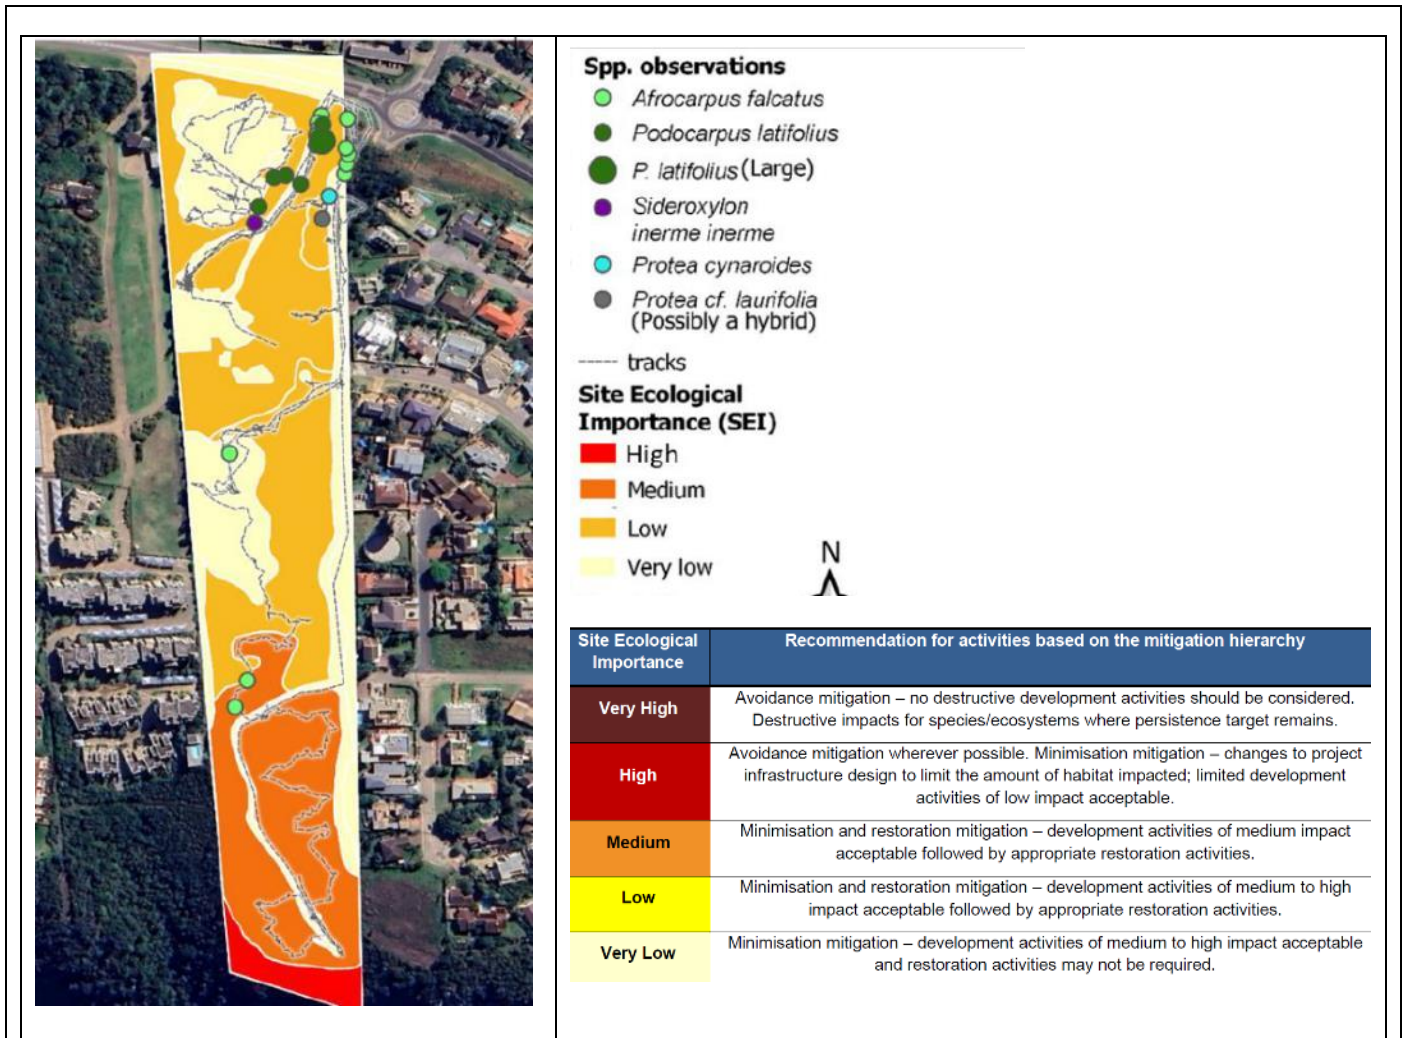 Spp. observations
Afrocarpus falcatus
Podocarpus latifolius
P. latifolius (Large)
Sideroxylon
inerme inerme
Protea cynaroides
Protea cf. laurifolia
(Possibly a hybrid)
tracks
Site Ecological
Importance (SEI)
High
Medium
Low
Very low
N
Site Ecological
Importance
Recommendation for activities based on the mitigation hierarchy
Very High
Avoidance mitigation – no destructive development activities should be considered.
Destructive impacts for species/ecosystems where persistence target remains.
High
Avoidance mitigation wherever possible. Minimisation mitigation – changes to project
infrastructure design to limit the amount of habitat impacted; limited development
activities of low impact acceptable.
Medium
Minimisation and restoration mitigation – development activities of medium impact
acceptable followed by appropriate restoration activities.
Low
Minimisation and restoration mitigation – development activities of medium to high
impact acceptable followed by appropriate restoration activities.
Very Low
Minimisation mitigation – development activities of medium to high impact acceptable
and restoration activities may not be required.